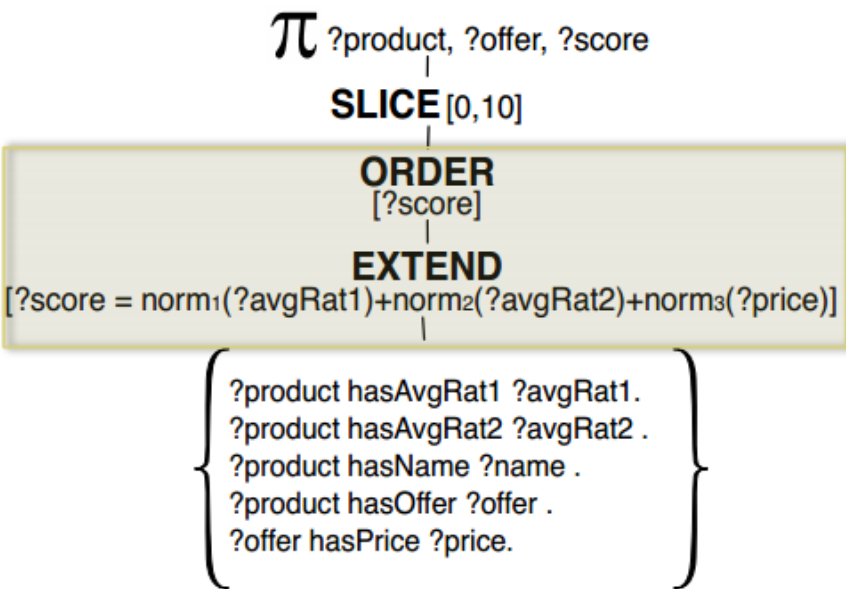 π ?product, ?offer, ?score
SLICE [0,10]
ORDER
[?score]
EXTEND
[?score = norm₁(?avgRat1)+norm₂(?avgRat2)+norm₃(?price)]
?product hasAvgRat1 ?avgRat1.
?product hasAvgRat2 ?avgRat2 .
?product hasName ?name .
?product hasOffer ?offer .
?offer hasPrice ?price.